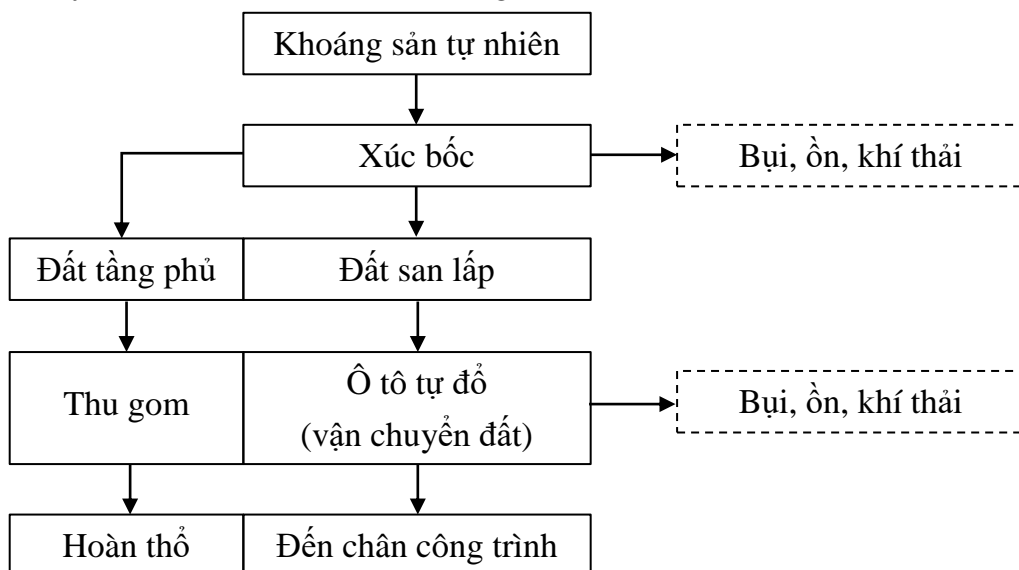 Khoáng sản tự nhiên
Xúc bốc
Bụi, ồn, khí thải
Đất tầng phủ
Đất san lấp
Thu gom
Ô tô tự đổ
(vận chuyển đất)
Bụi, ồn, khí thải
Hoàn thổ
Đến chân công trình